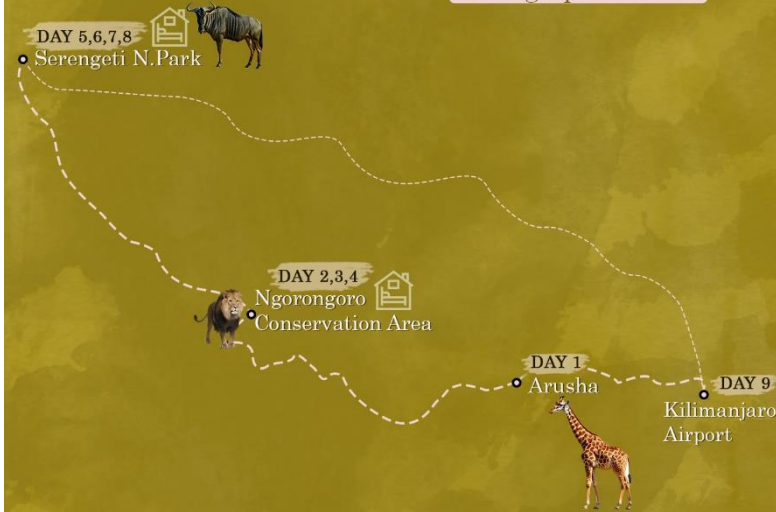 DAY 5,6,7,8
Serengeti N.Park
DAY 2,3,4
Ngorongoro
Conservation Area
DAY 1
Arusha
DAY 9
Kilimanjaro
Airport